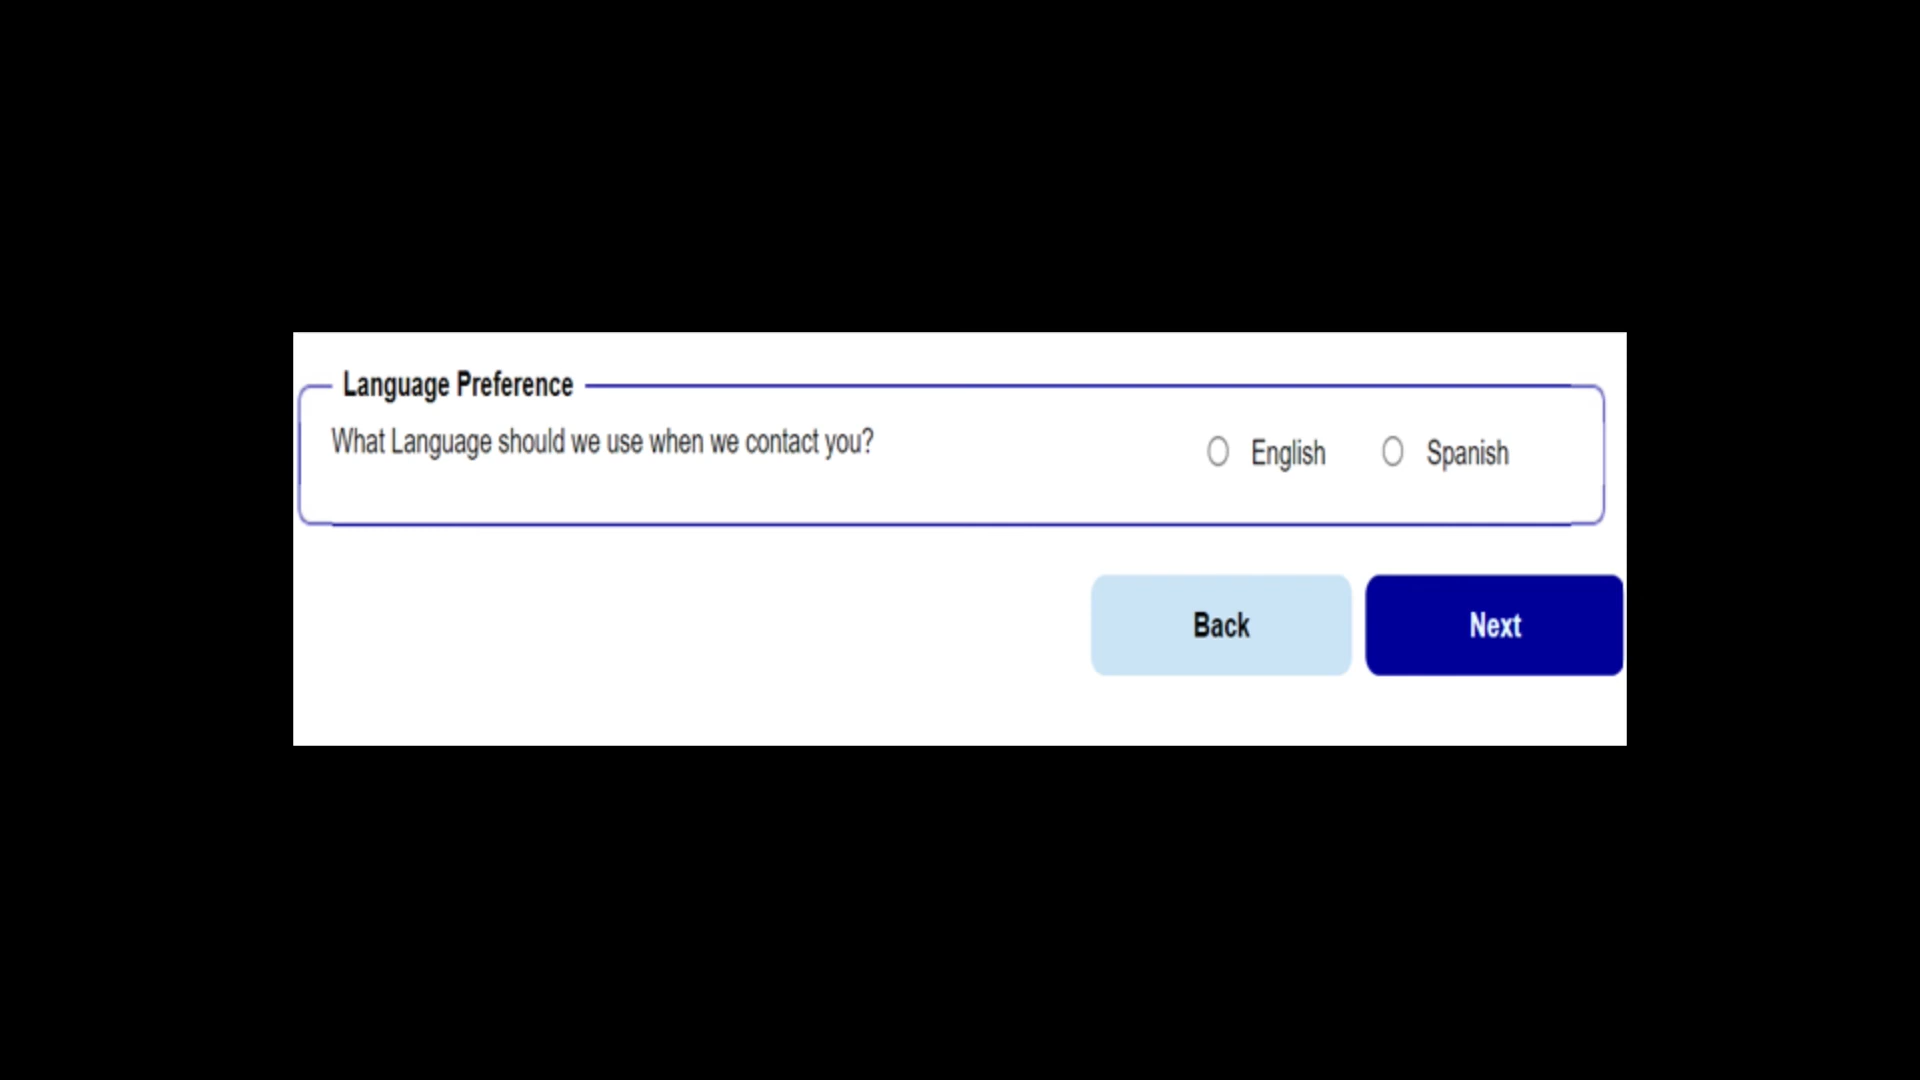 Language Preference
What Language should we use when we contact you? English Spanish
Back Next